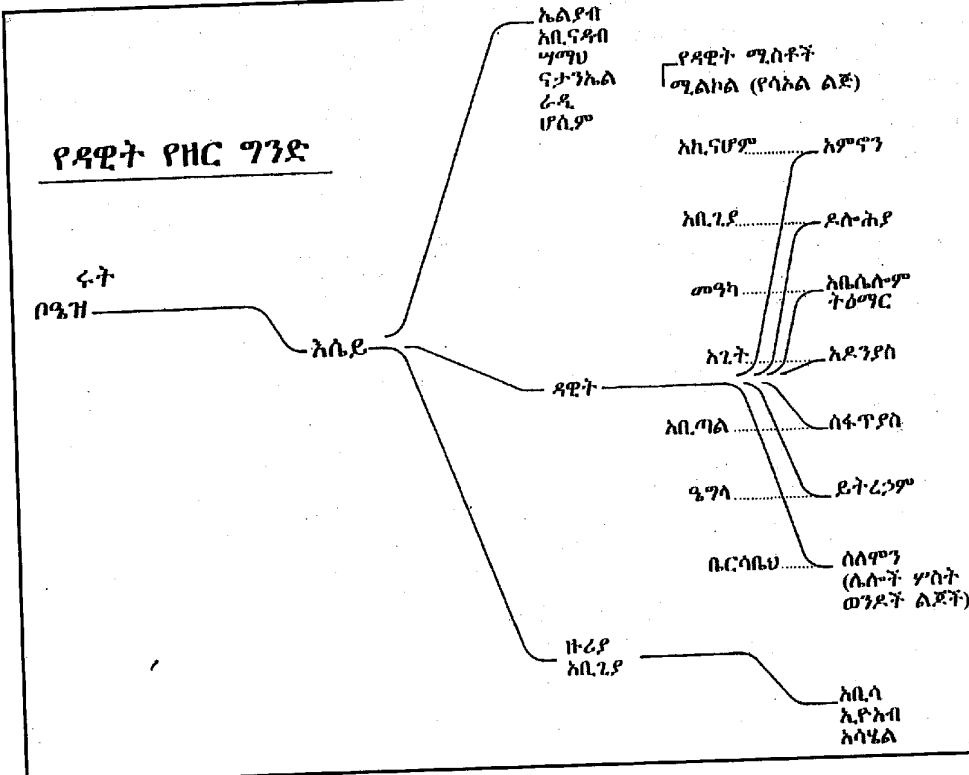 ኤልያብ
አቢናዳብ
ሣማህ
ናታንኤል
ራዲ
ሆሲም
የዳዊት ሚስቶች
ሚልኮል (የሳኦል ልጅ)
የዳዊት የዘር ግንድ
አኪናሆም አምኖን
አቢጊያ ዶሎሕያ
መዓካ አቤሴሎም
ትዕማር
አጊት አዶንያስ
አቢጣል ሰፋጥያስ
ዔግላ ይትረኃም
ቤርሳቤህ ሰለሞን
(ሌሎች ሦስት
ወንዶች ልጆች)
ሩት
ቦዔዝ
እሴይ
ዳዊት
ዙሪያ
አቢጊያ
አቢሳ
ኢዮአብ
አሳሄል